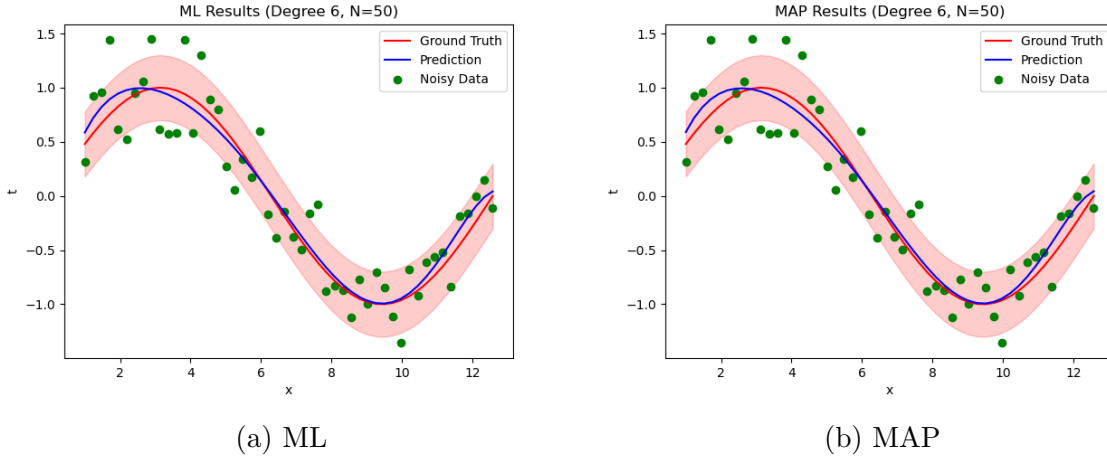 ML Results (Degree 6, N=50)
1.5
1.0
0.5
0.0
−0.5
−1.0
t
2
4
6
8
10
12
x
Ground Truth
Prediction
Noisy Data
(a) ML
MAP Results (Degree 6, N=50)
1.5
1.0
0.5
0.0
−0.5
−1.0
t
2
4
6
8
10
12
x
Ground Truth
Prediction
Noisy Data
(b) MAP